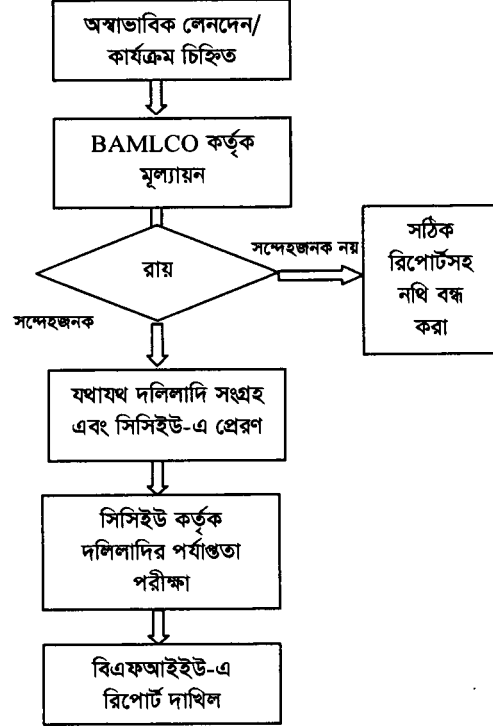 অস্বাভাবিক লেনদেন/
কার্যক্রম চিহ্নিত
BAMLCO কর্তৃক
মূল্যায়ন
রায়
সন্দেহজনক নয়
সঠিক
রিপোর্টসহ
নথি বন্ধ
করা
সন্দেহজনক
যথাযথ দলিলাদি সংগ্রহ
এবং সিসিইউ-এ প্রেরণ
সিসিইউ কর্তৃক
দলিলাদির পর্যাপ্ততা
পরীক্ষা
বিএফআইইউ-এ
রিপোর্ট দাখিল